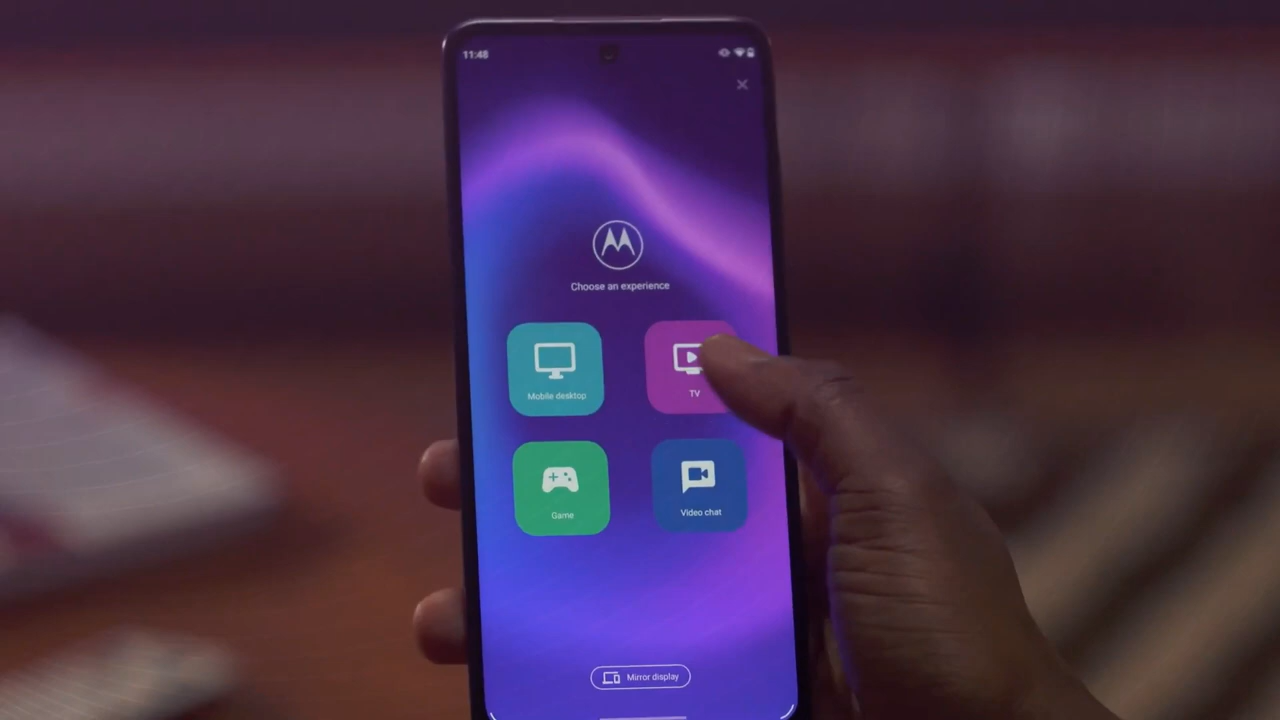 11:48
Choose an experience
Mobile desktop
TV
Game
Video chat
Mirror display